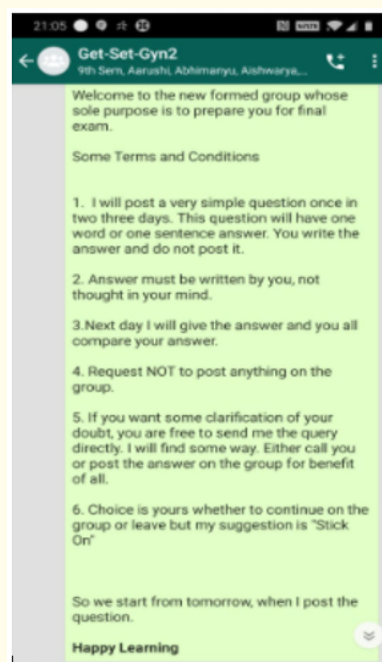 21:05
Get-Set-Gyn2
9th Sem, Aarushi, Abhimanyu, Aishwarya,...
Welcome to the new formed group whose
sole purpose is to prepare you for final
exam.
Some Terms and Conditions
1. I will post a very simple question once in
two three days. This question will have one
word or one sentence answer. You write the
answer and do not post it.
2. Answer must be written by you, not
thought in your mind.
3.Next day I will give the answer and you all
compare your answer.
4. Request NOT to post anything on the
group.
5. If you want some clarification of your
doubt, you are free to send me the query
directly. I will find some way. Either call you
or post the answer on the group for benefit
of all.
6. Choice is yours whether to continue on the
group or leave but my suggestion is "Stick
On"
So we start from tomorrow, when I post the
question.
Happy Learning